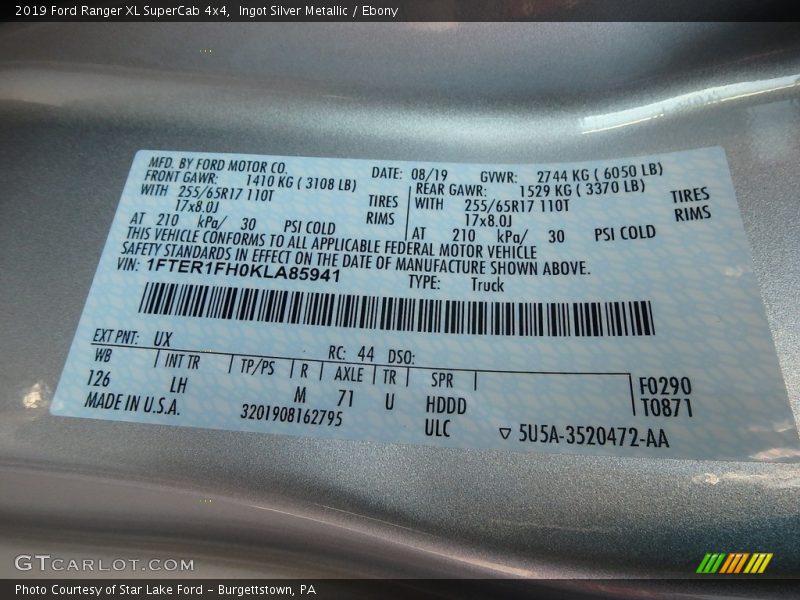 2019 Ford Ranger XL SuperCab 4x4, Ingot Silver Metallic / Ebony
MFD. BY FORD MOTOR CO. DATE: 08/19 GVWR: 2744 KG ( 6050 LB)
FRONT GAWR: 1410 KG ( 3108 LB) REAR GAWR: 1529 KG ( 3370 LB)
WITH 255/65R17 110T TIRES WITH 255/65R17 110T TIRES
17x8.0J RIMS 17x8.0J RIMS
AT 210 kPa/ 30 PSI COLD AT 210 kPa/ 30 PSI COLD
THIS VEHICLE CONFORMS TO ALL APPLICABLE FEDERAL MOTOR VEHICLE
SAFETY STANDARDS IN EFFECT ON THE DATE OF MANUFACTURE SHOWN ABOVE.
VIN: 1FTER1FH0KLA85941 TYPE: Truck
EXT PNT: UX RC: 44 DSO:
WB INT TR TP/PS R AXLE TR SPR F0290
126 LH M 71 U HDDD T0871
MADE IN U.S.A. 3201908162795 ULC ▽ 5U5A-3520472-AA
GTCARLOT.COM
Photo Courtesy of Star Lake Ford - Burgettstown, PA